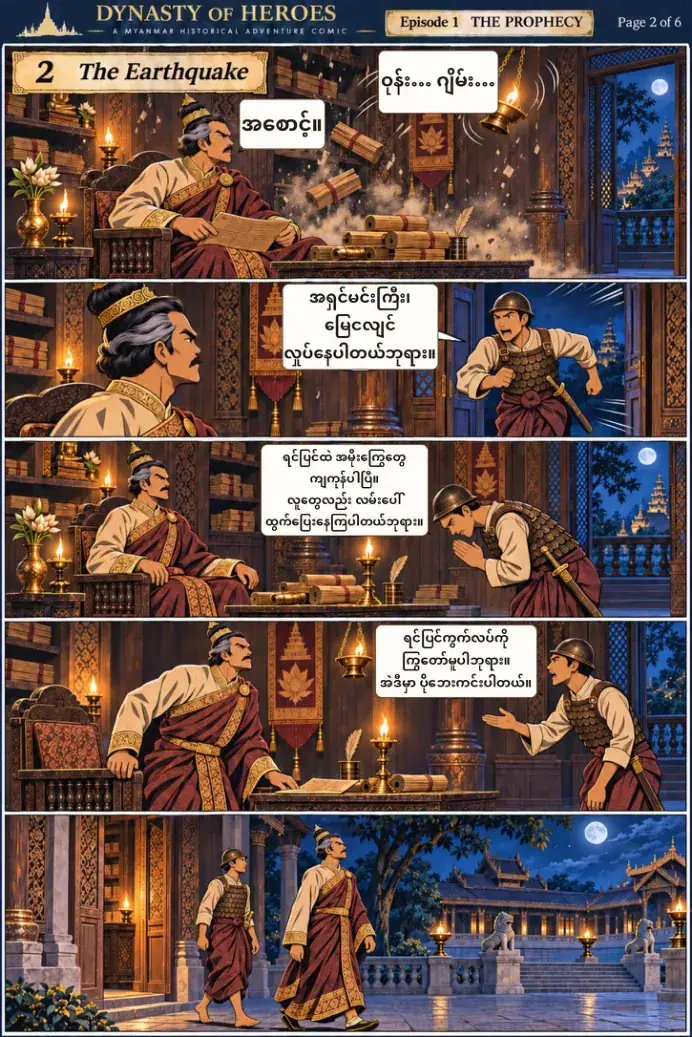 DYNASTY OF HEROES
A MYANMAR HISTORICAL ADVENTURE COMIC
Episode 1 THE PROPHECY
Page 2 of 6
2 The Earthquake
အစောင့်။
ဝုန်း... ဂျိမ်း...
အရှင်မင်းကြီး၊
မြေငလျင်
လှုပ်နေပါတယ်ဘုရား။
ရင်ပြင်ထဲ အမိုးကြွေတွေ
ကျကုန်ပါပြီ။
လူတွေလည်း လမ်းပေါ်
ထွက်ပြေးနေကြပါတယ်ဘုရား။
ရင်ပြင်ကွက်လပ်ကို
ကြွတော်မူပါဘုရား။
အဲဒီမှာ ပိုဘေးကင်းပါတယ်။